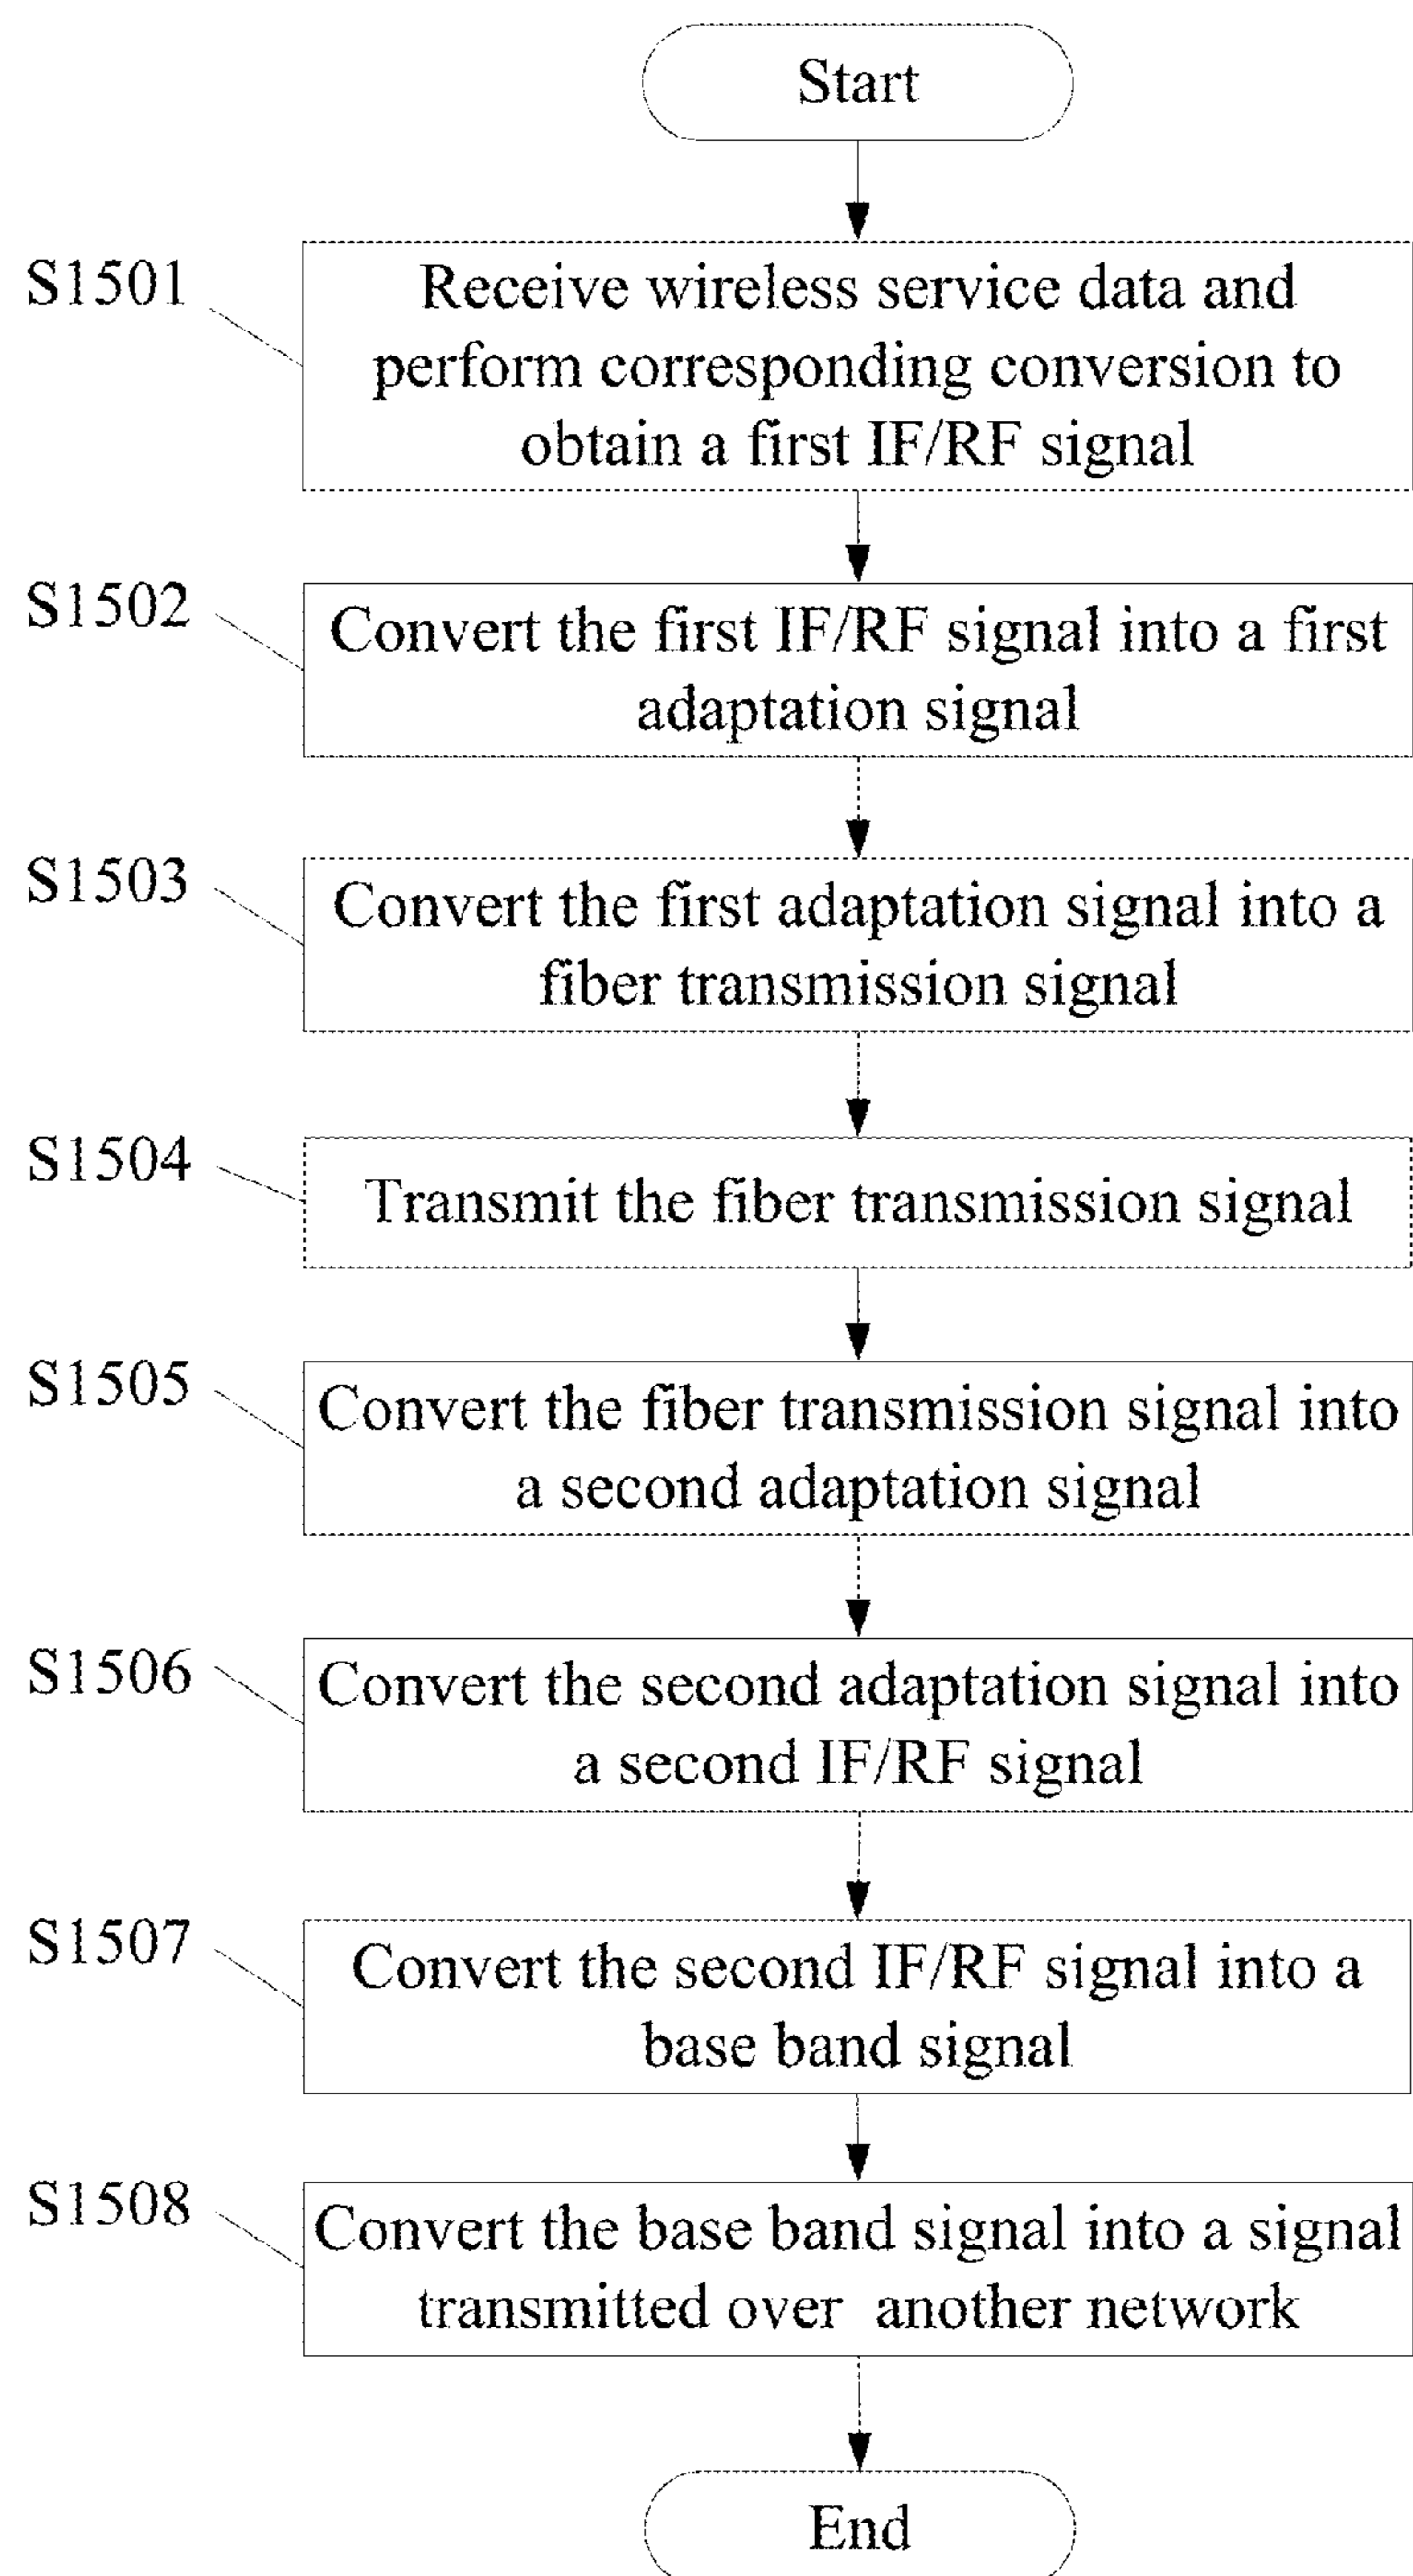 Start
S1501
Receive wireless service data and
perform corresponding conversion to
obtain a first IF/RF signal
S1502
Convert the first IF/RF signal into a first
adaptation signal
S1503
Convert the first adaptation signal into a
fiber transmission signal
S1504
Transmit the fiber transmission signal
S1505
Convert the fiber transmission signal into
a second adaptation signal
S1506
Convert the second adaptation signal into
a second IF/RF signal
S1507
Convert the second IF/RF signal into a
base band signal
S1508
Convert the base band signal into a signal
transmitted over another network
End